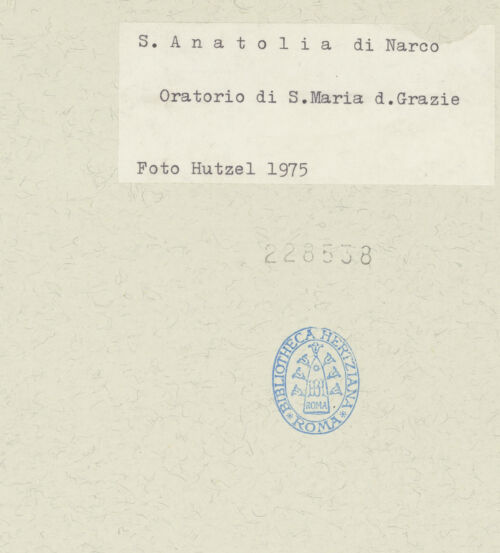 S. A n a t o l i a di Narco
Oratorio di S.Maria d.Grazie
Foto Hutzel 1975
228538
BIBLIOTHECA HERTZIANA
ROMA
ROMA